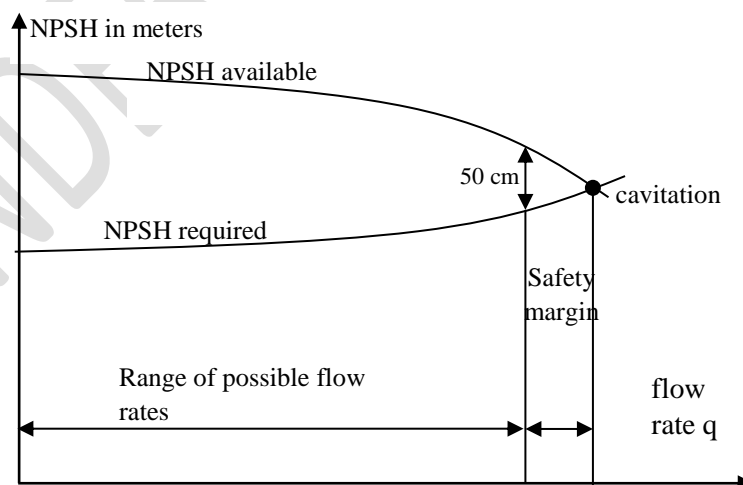 NPSH in meters
NPSH available
50 cm
cavitation
NPSH required
Safety
margin
Range of possible flow
rates
flow
rate q